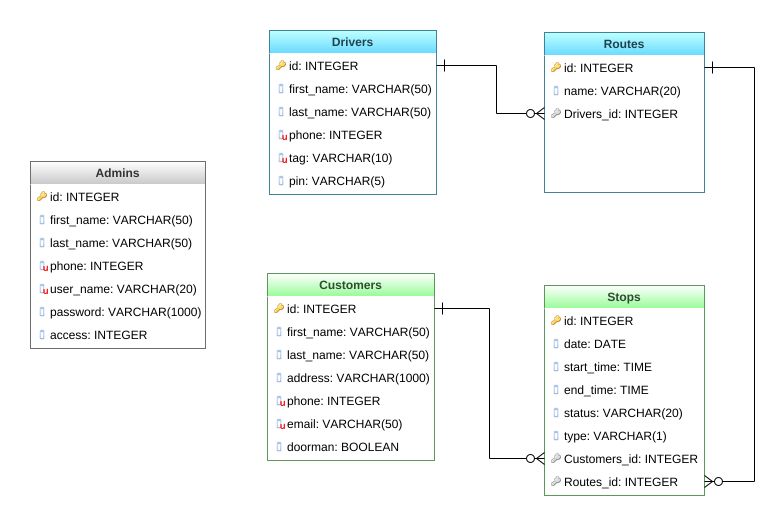 Drivers
id: INTEGER
first_name: VARCHAR(50)
last_name: VARCHAR(50)
phone: INTEGER
tag: VARCHAR(10)
pin: VARCHAR(5)
Routes
id: INTEGER
name: VARCHAR(20)
Drivers_id: INTEGER
Admins
id: INTEGER
first_name: VARCHAR(50)
last_name: VARCHAR(50)
phone: INTEGER
user_name: VARCHAR(20)
password: VARCHAR(1000)
access: INTEGER
Customers
id: INTEGER
first_name: VARCHAR(50)
last_name: VARCHAR(50)
address: VARCHAR(1000)
phone: INTEGER
email: VARCHAR(50)
doorman: BOOLEAN
Stops
id: INTEGER
date: DATE
start_time: TIME
end_time: TIME
status: VARCHAR(20)
type: VARCHAR(1)
Customers_id: INTEGER
Routes_id: INTEGER